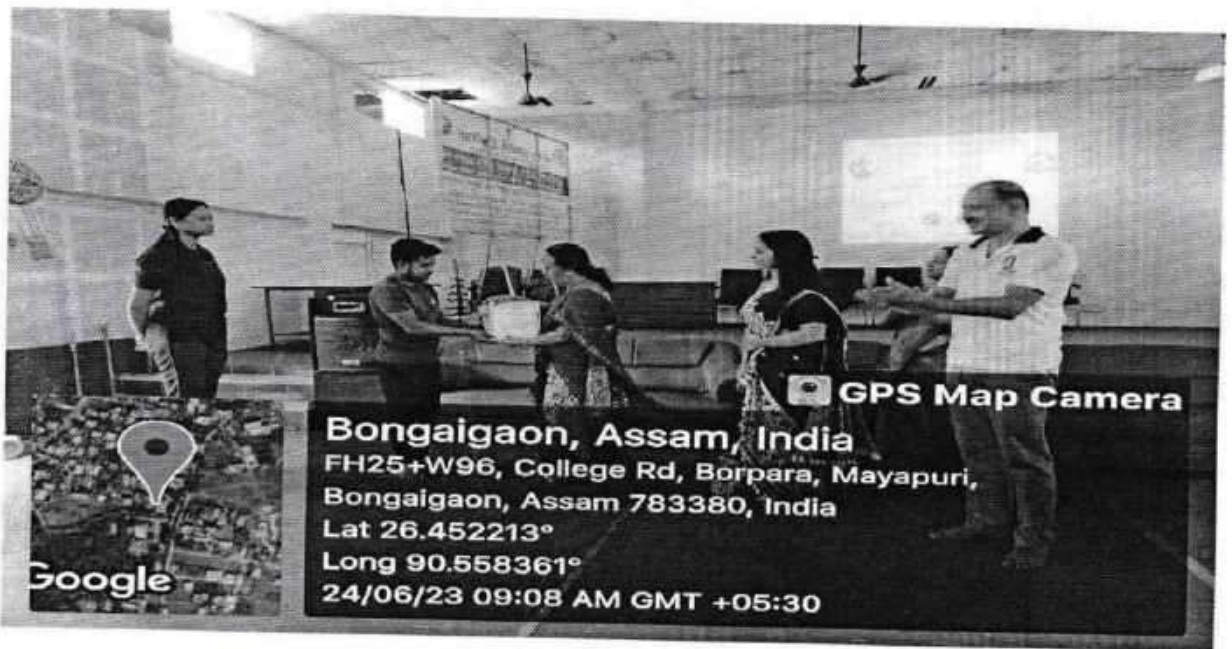 GPS Map Camera
Bongaigaon, Assam, India
FH25+W96, College Rd, Borpara, Mayapuri,
Bongaigaon, Assam 783380, India
Lat 26.452213°
Long 90.558361°
24/06/23 09:08 AM GMT +05:30
Google